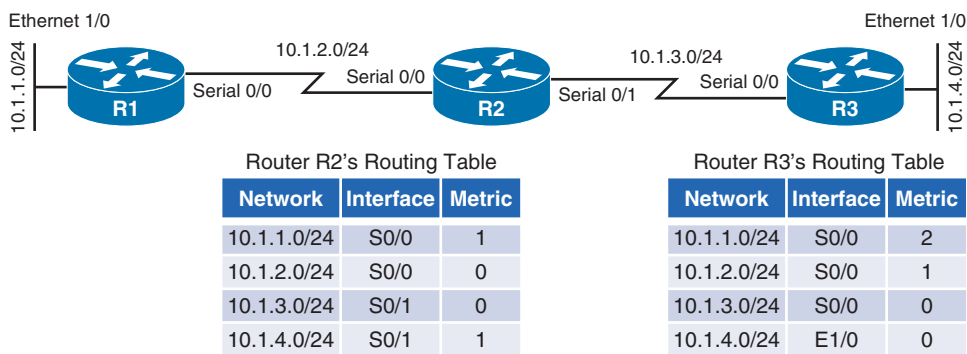 Ethernet 1/0
Ethernet 1/0
10.1.1.0/24
10.1.2.0/24
10.1.3.0/24
10.1.4.0/24
Serial 0/0
Serial 0/0
Serial 0/1
Serial 0/0
R1
R2
R3
Router R2's Routing Table
Network Interface Metric
10.1.1.0/24 S0/0 1
10.1.2.0/24 S0/0 0
10.1.3.0/24 S0/1 0
10.1.4.0/24 S0/1 1
Router R3's Routing Table
Network Interface Metric
10.1.1.0/24 S0/0 2
10.1.2.0/24 S0/0 1
10.1.3.0/24 S0/0 0
10.1.4.0/24 E1/0 0